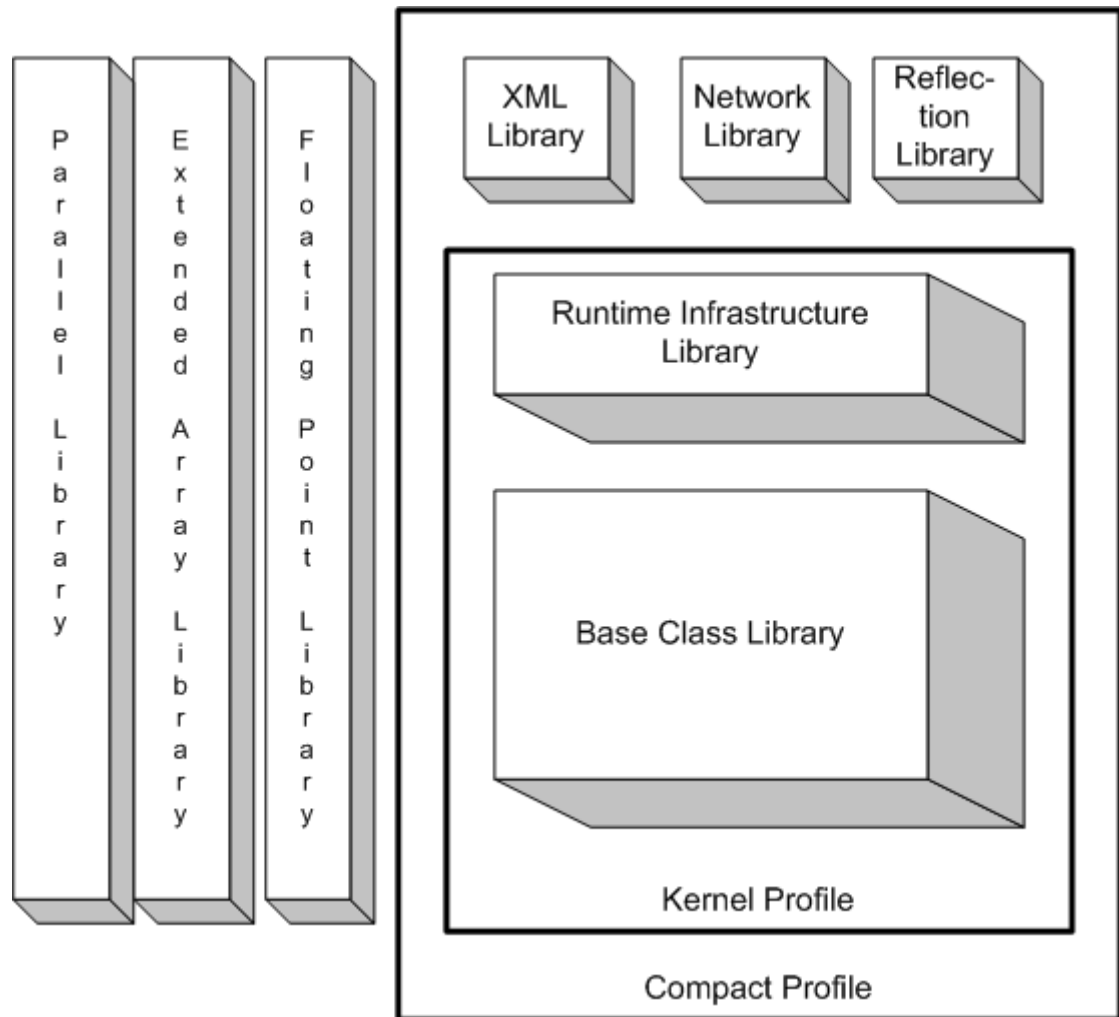 Parallel Library
Extended Array Library
Floating Point Library
XML
Library
Network
Library
Reflec-
tion
Library
Runtime Infrastructure
Library
Base Class Library
Kernel Profile
Compact Profile